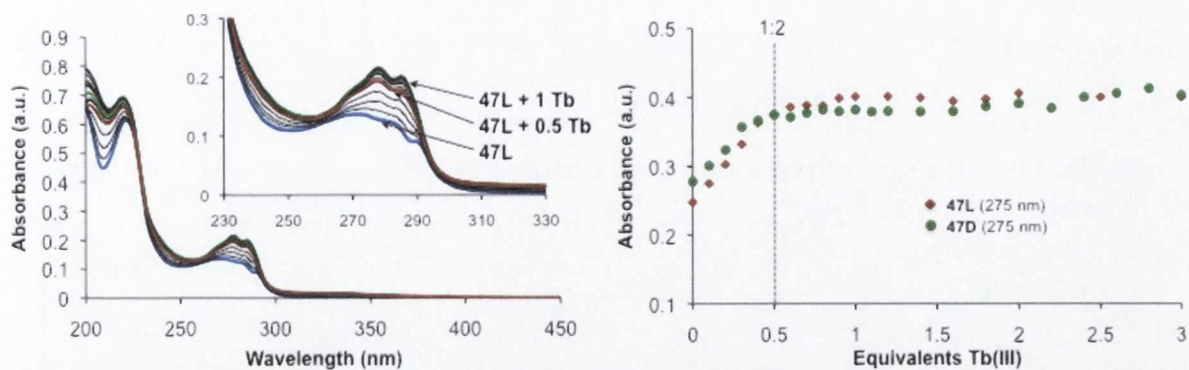 Absorbance (a.u.)
0.9
0.8
0.7
0.6
0.5
0.4
0.3
0.2
0.1
0
200 250 300 350 400 450
Wavelength (nm)
0.3
0.2
0.1
0
230 250 270 290 310 330
47L + 1 Tb
47L + 0.5 Tb
47L
Absorbance (a.u.)
0.5
0.4
0.3
0.2
0.1
1:2
47L (275 nm)
47D (275 nm)
0 0.5 1 1.5 2 2.5 3
Equivalents Tb(III)